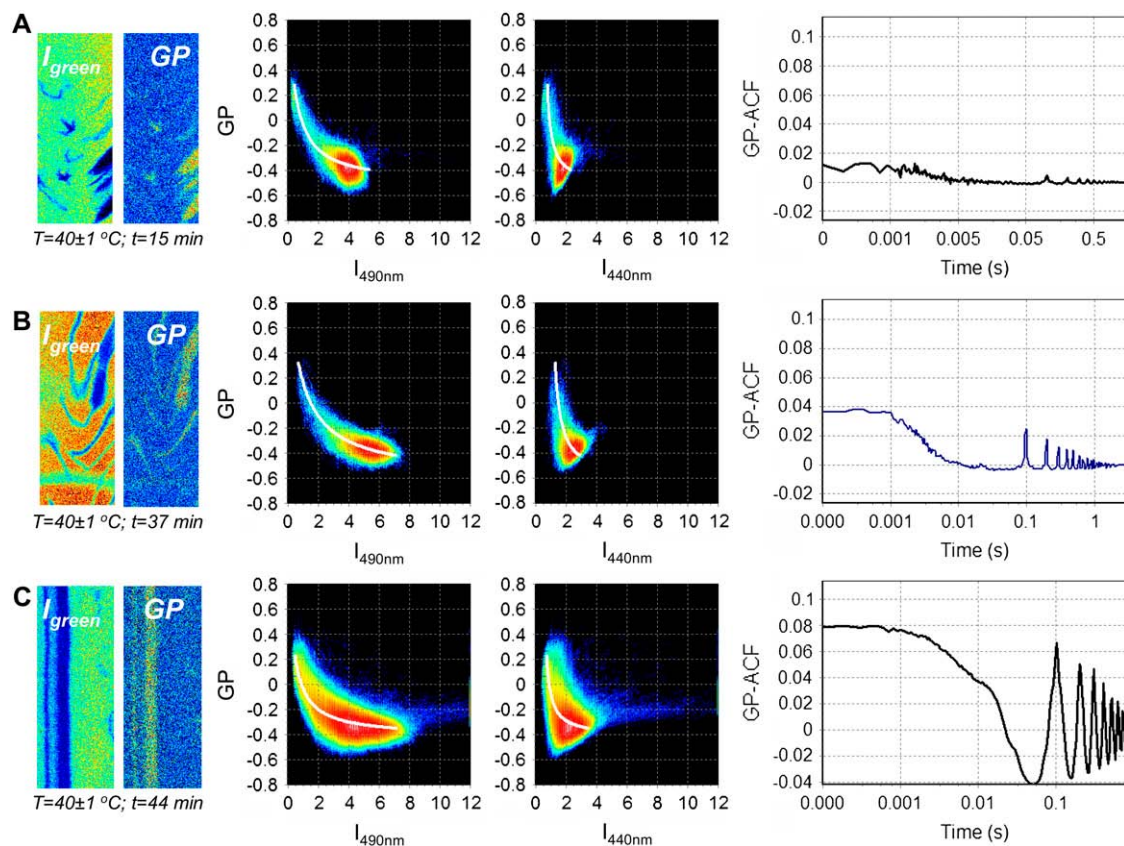 A
I green
GP
T=40±1 °C; t=15 min
GP
0.8
0.6
0.4
0.2
0
-0.2
-0.4
-0.6
-0.8
0 2 4 6 8 10 12
I490nm
0.8
0.6
0.4
0.2
0
-0.2
-0.4
-0.6
-0.8
0 2 4 6 8 10 12
I440nm
GP-ACF
0.1
0.08
0.06
0.04
0.02
0
-0.02
0 0.001 0.005 0.05 0.5
Time (s)
B
I green
GP
T=40±1 °C; t=37 min
GP
0.8
0.6
0.4
0.2
0
-0.2
-0.4
-0.6
-0.8
0 2 4 6 8 10 12
I490nm
0.8
0.6
0.4
0.2
0
-0.2
-0.4
-0.6
-0.8
0 2 4 6 8 10 12
I440nm
GP-ACF
0.1
0.08
0.06
0.04
0.02
0
-0.02
0.000 0.001 0.01 0.1 1
Time (s)
C
I green
GP
T=40±1 °C; t=44 min
GP
0.8
0.6
0.4
0.2
0
-0.2
-0.4
-0.6
-0.8
0 2 4 6 8 10 12
I490nm
0.8
0.6
0.4
0.2
0
-0.2
-0.4
-0.6
-0.8
0 2 4 6 8 10 12
I440nm
GP-ACF
0.1
0.08
0.06
0.04
0.02
0
-0.02
-0.04
0.000 0.001 0.01 0.1
Time (s)